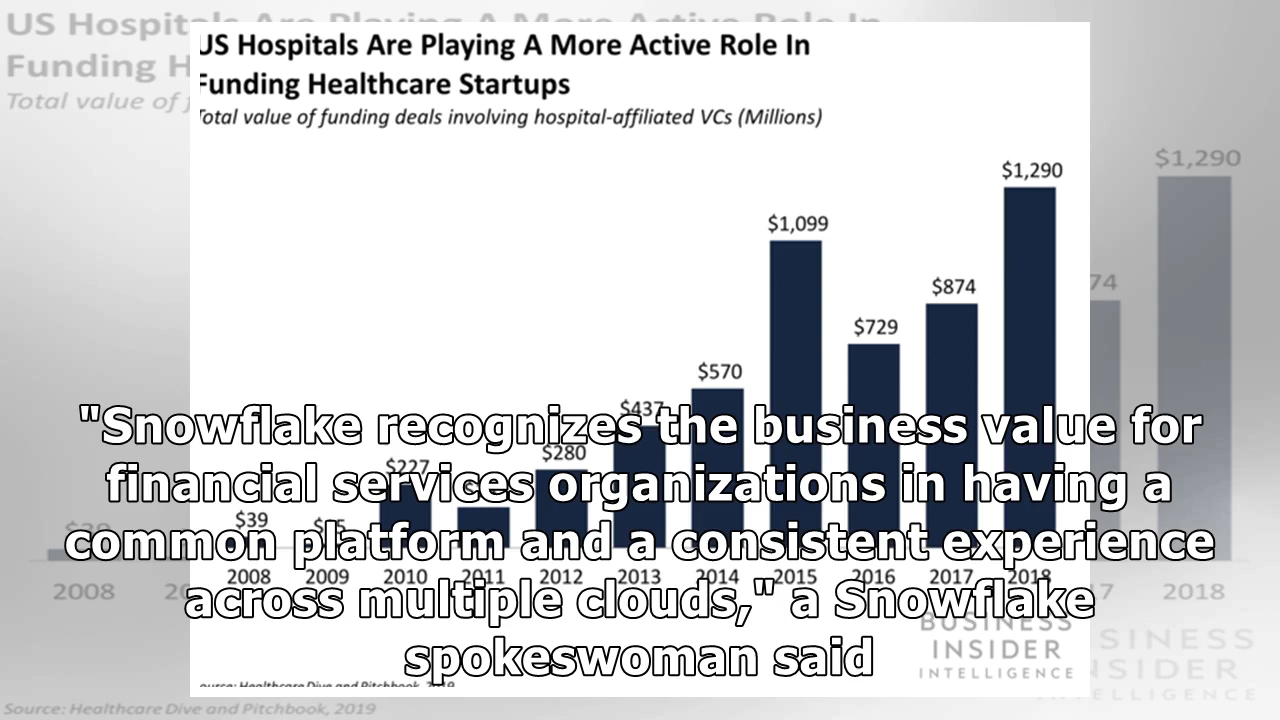 US Hospitals Are Playing A More Active Role In
Funding Healthcare Startups
Total value of funding deals involving hospital-affiliated VCs (Millions)
$1,290
$1,099
$874
$729
$570
$437
$280
$227
$39
2008 2009 2010 2011 2012 2013 2014 2015 2016 2017 2018
"Snowflake recognizes the business value for
financial services organizations in having a
common platform and a consistent experience
across multiple clouds," a Snowflake
spokeswoman said
BUSINESS
INSIDER
INTELLIGENCE
Source: Healthcare Dive and Pitchbook, 2019